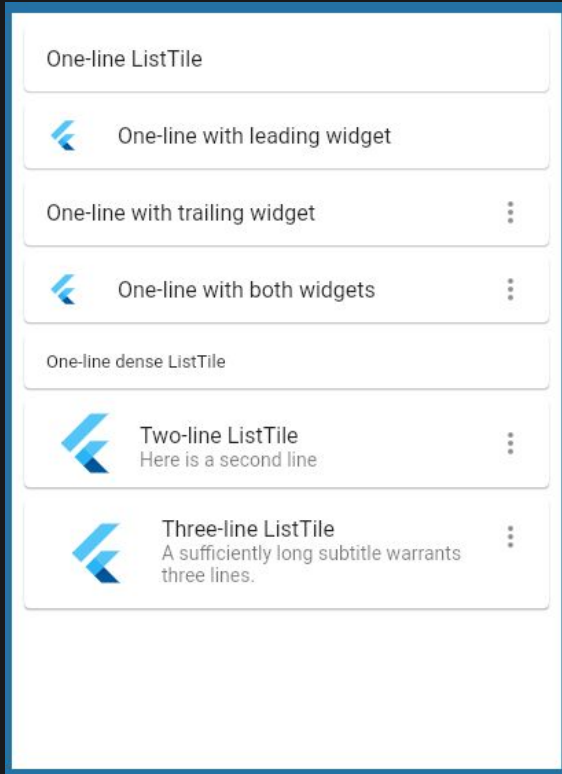 One-line ListTile
One-line with leading widget
One-line with trailing widget
One-line with both widgets
One-line dense ListTile
Two-line ListTile
Here is a second line
Three-line ListTile
A sufficiently long subtitle warrants
three lines.